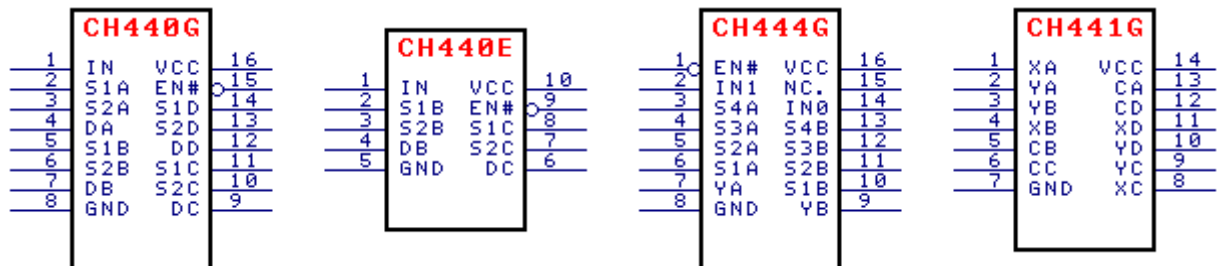 CH440G
1 IN VCC 16
2 S1A EN# 15
3 S2A S1D 14
4 DA S2D 13
5 S1B DD 12
6 S2B S1C 11
7 DB S2C 10
8 GND DC 9
CH440E
1 IN VCC 10
2 S1B EN# 9
3 S2B S1C 8
4 DB S2C 7
5 GND DC 6
CH444G
1 EN# VCC 16
2 IN1 NC. 15
3 S4A IN0 14
4 S3A S4B 13
5 S2A S3B 12
6 S1A S2B 11
7 YA S1B 10
8 GND YB 9
CH441G
1 XA VCC 14
2 YA CA 13
3 YB CD 12
4 XB XD 11
5 CB YD 10
6 CC YC 9
7 GND XC 8